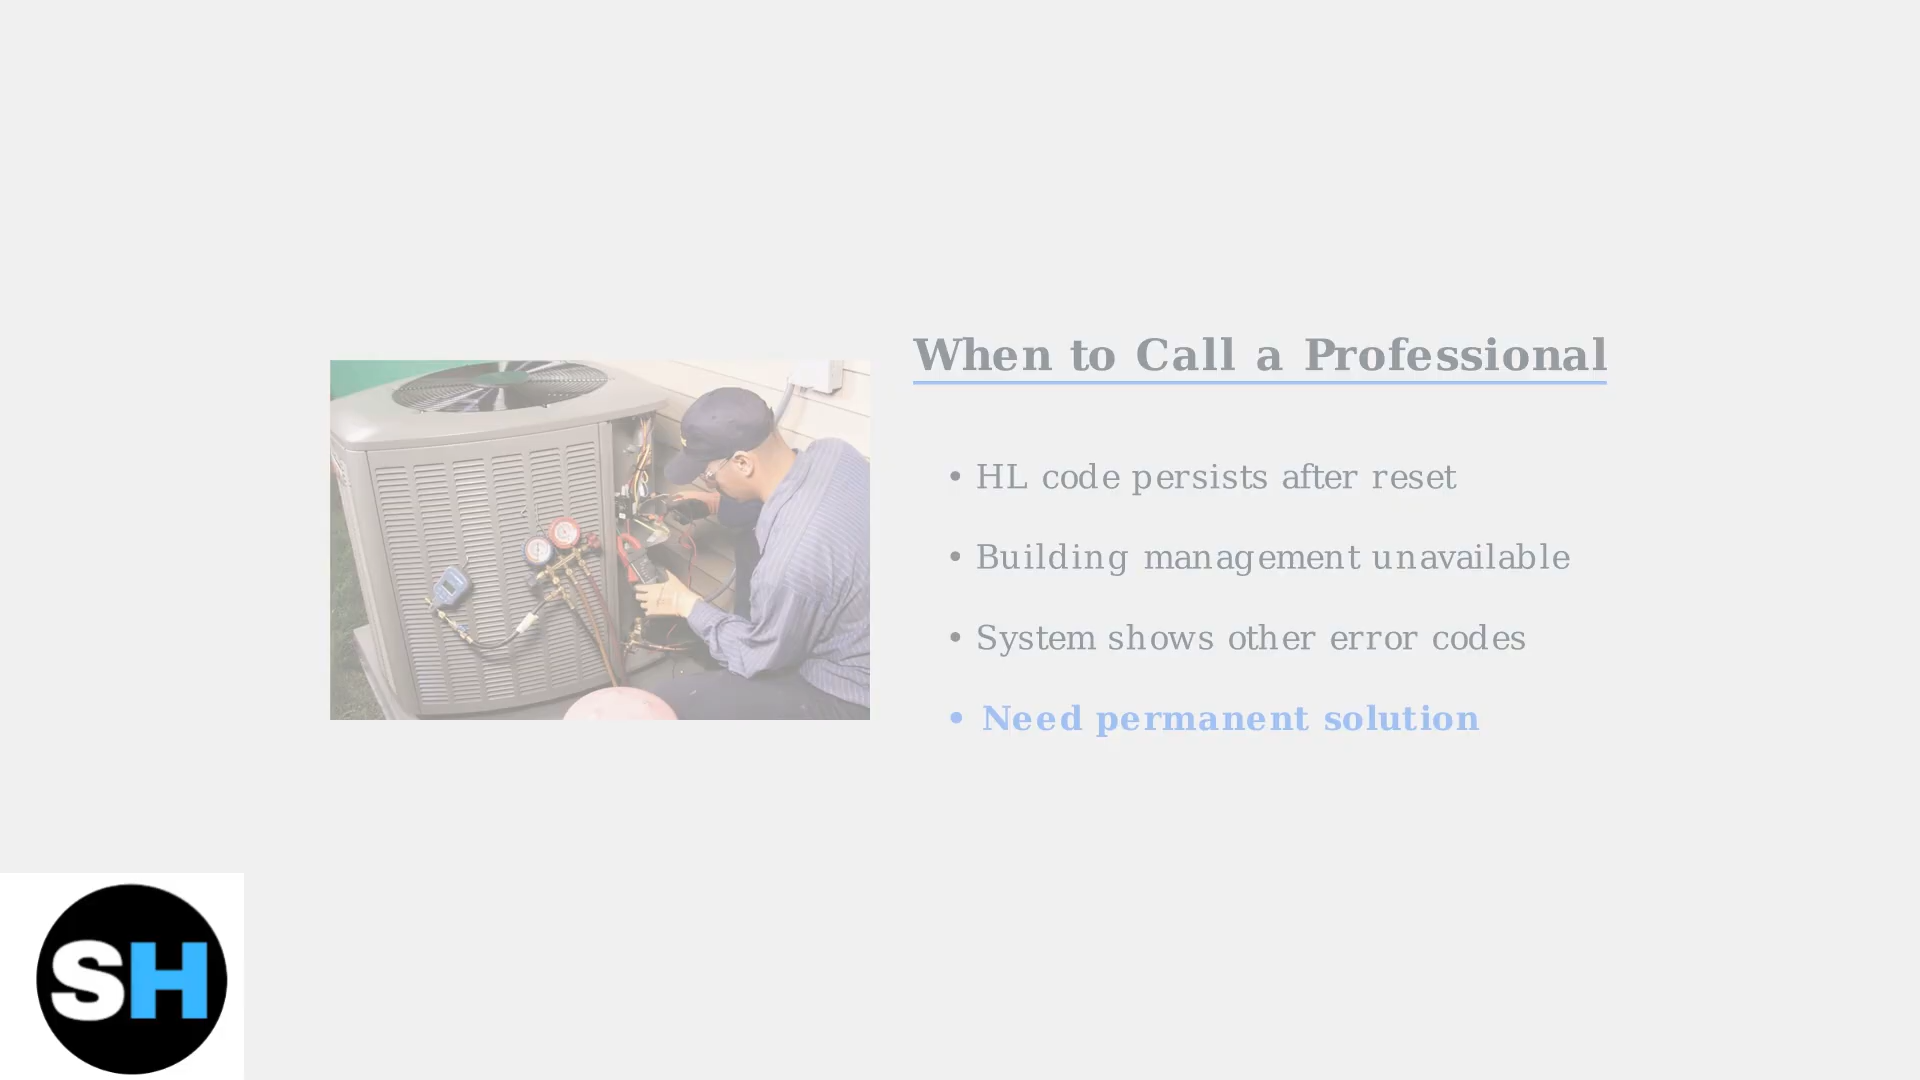 When to Call a Professional
• HL code persists after reset
• Building management unavailable
• System shows other error codes
• Need permanent solution
SH